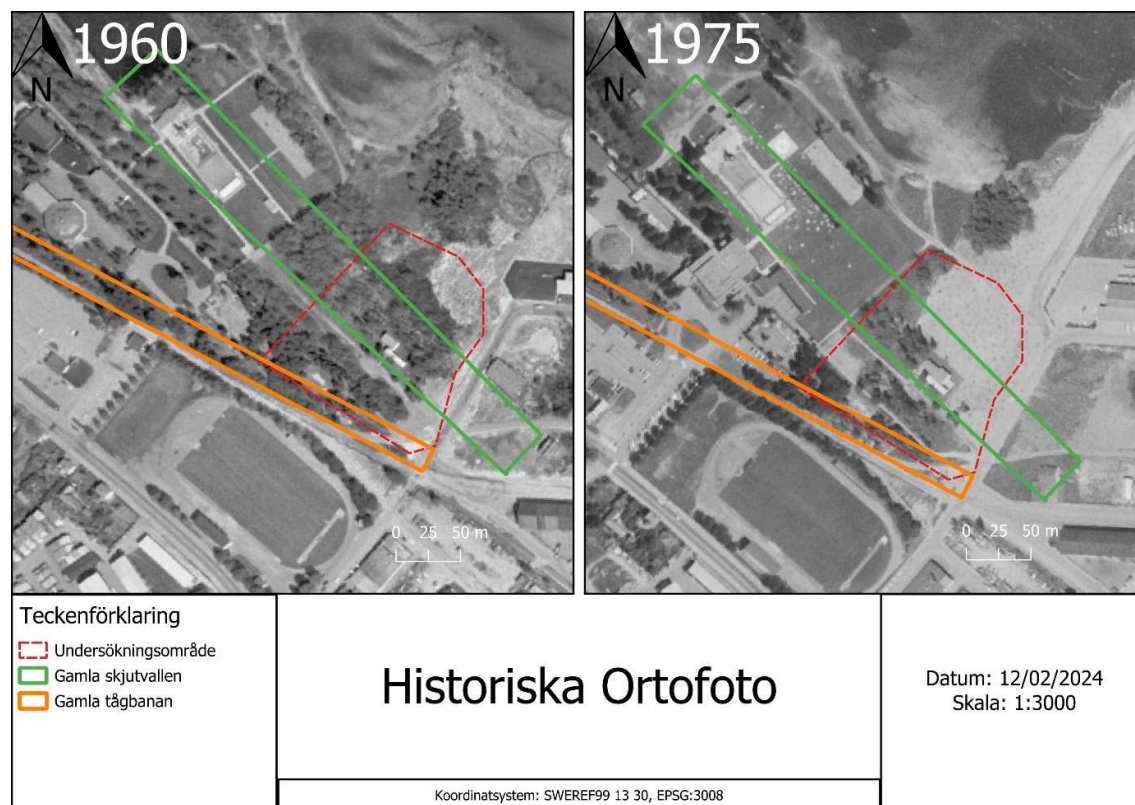 1960
N
0 25 50 m
1975
N
0 25 50 m
Teckenförklaring
Undersökningsområde
Gamla skjutvallen
Gamla tågbanan
Historiska Ortofoto
Datum: 12/02/2024
Skala: 1:3000
Koordinatsystem: SWEREF99 13 30, EPSG:3008